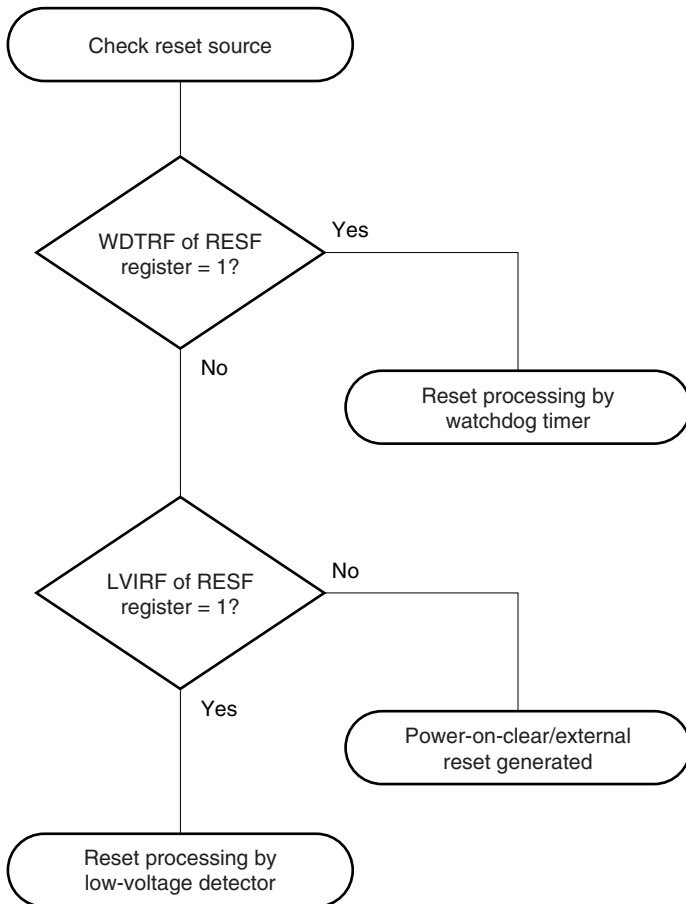 Check reset source
WDTRF of RESF
register = 1?
Yes
No
Reset processing by
watchdog timer
LVIRF of RESF
register = 1?
No
Yes
Power-on-clear/external
reset generated
Reset processing by
low-voltage detector